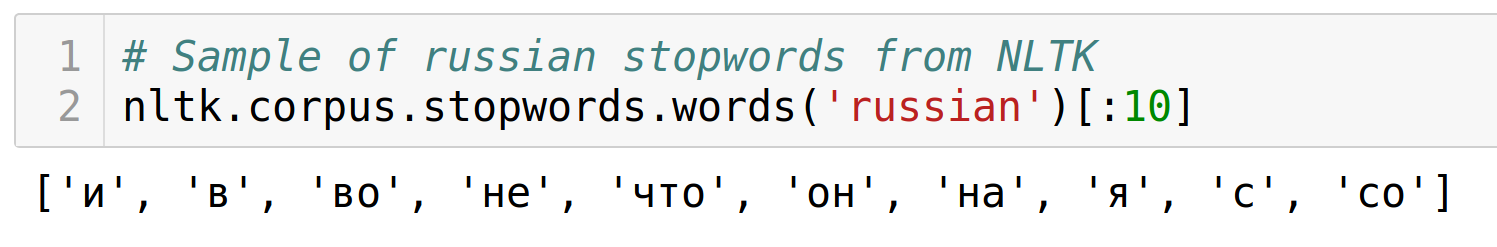 1 # Sample of russian stopwords from NLTK
2 nltk.corpus.stopwords.words('russian')[:10]
['и', 'в', 'во', 'не', 'что', 'он', 'на', 'я', 'с', 'со']